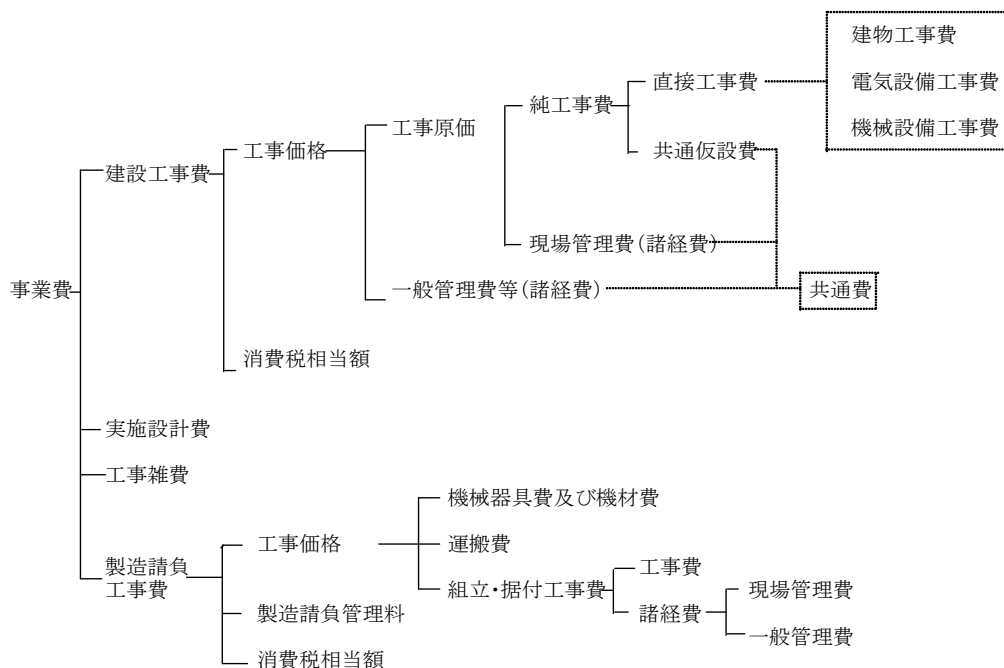 建物工事費
電気設備工事費
機械設備工事費
直接工事費
純工事費
工事原価
共通仮設費
工事価格
建設工事費
現場管理費(諸経費)
事業費
一般管理費等(諸経費)
共通費
消費税相当額
実施設計費
工事雑費
機械器具費及び機材費
工事価格
運搬費
製造請負
工事費
組立・据付工事費
工事費
諸経費
現場管理費
一般管理費
製造請負管理料
消費税相当額